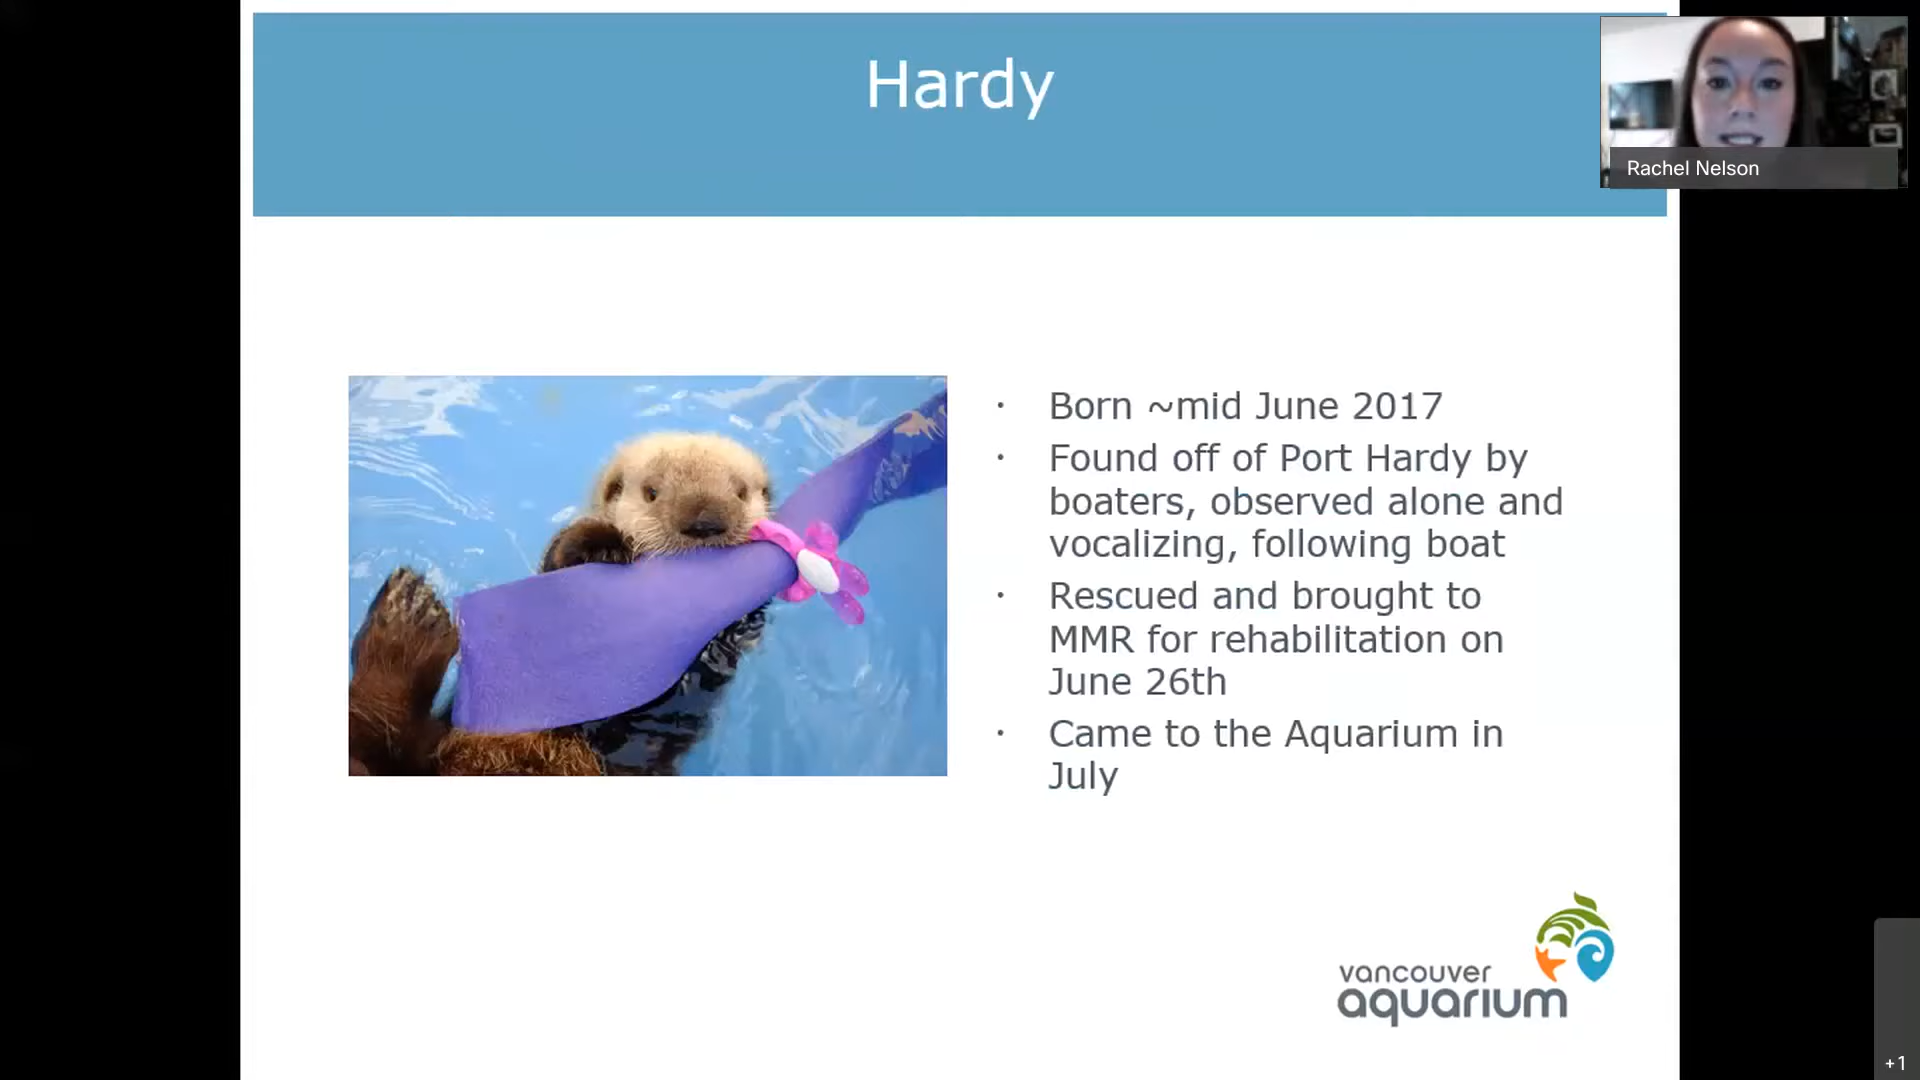 Hardy
Rachel Nelson
· Born ~mid June 2017
· Found off of Port Hardy by
boaters, observed alone and
vocalizing, following boat
· Rescued and brought to
MMR for rehabilitation on
June 26th
· Came to the Aquarium in
July
vancouver
aquarium
+1